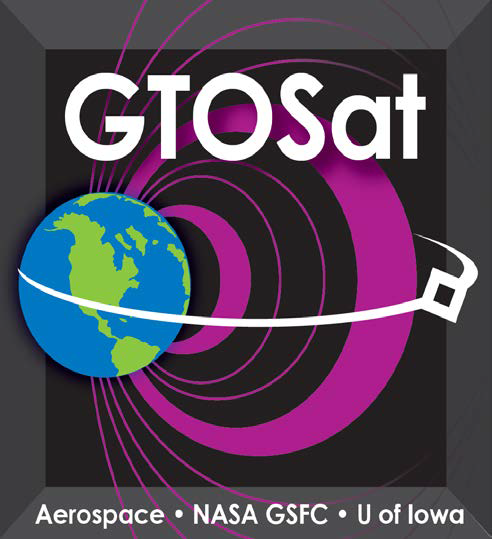 GTOSat
Aerospace • NASA GSFC • U of Iowa